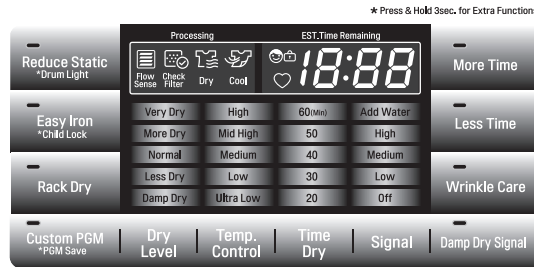 * Press & Hold 3sec. for Extra Functions
Processing EST.Time Remaining
18:88
Flow Sense Check Filter Dry Cool
Reduce Static
*Drum Light
More Time
Very Dry High 60(Min) Add Water
Easy Iron
*Child Lock
Less Time
More Dry Mid High 50 High
Normal Medium 40 Medium
Less Dry Low 30 Low
Damp Dry Ultra Low 20 Off
Rack Dry
Wrinkle Care
Custom PGM
*PGM Save
Dry Level
Temp. Control
Time Dry
Signal
Damp Dry Signal